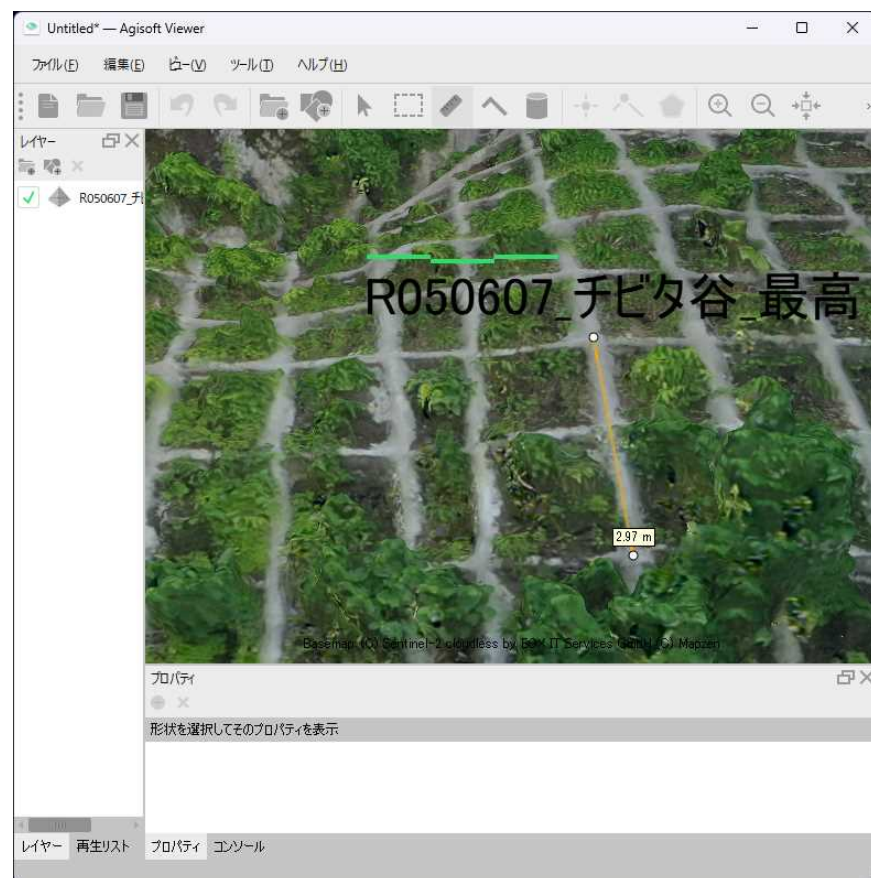 Untitled* — Agisoft Viewer
ファイル(F) 編集(E) ビュー(V) ツール(T) ヘルプ(H)
レイヤー
R050607_チ
R050607_チビタ谷_最高
2.97 m
Basemap (C) Sentinel-2 cloudless by EOX IT Services GmbH (C) Mapzen
プロパティ
形状を選択してそのプロパティを表示
レイヤー 再生リスト プロパティ コンソール